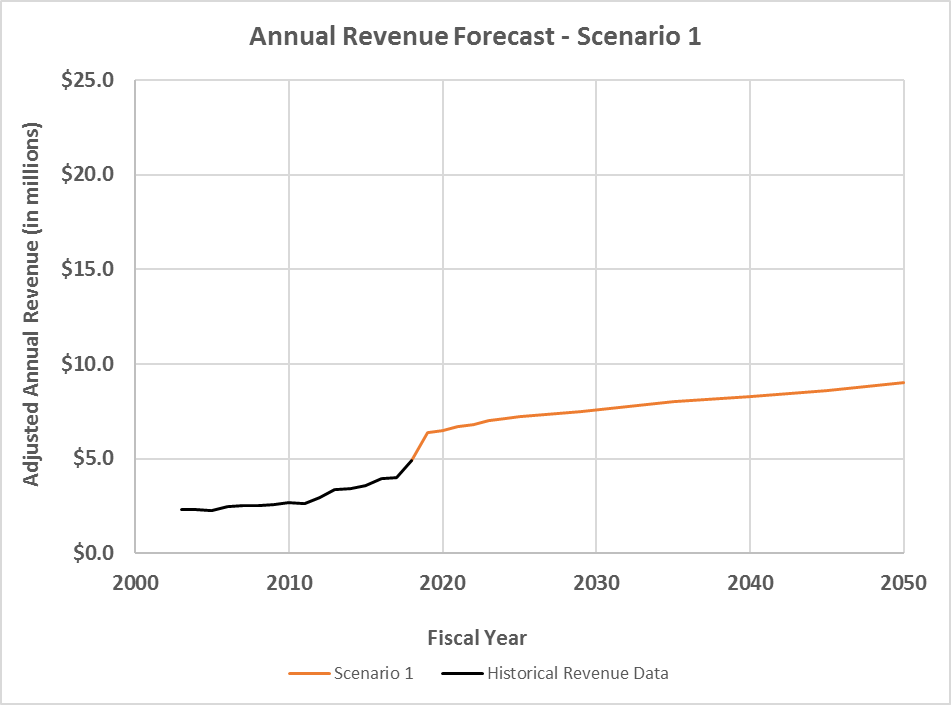 Annual Revenue Forecast - Scenario 1
Adjusted Annual Revenue (in millions)
$25.0
$20.0
$15.0
$10.0
$5.0
$0.0
2000 2010 2020 2030 2040 2050
Fiscal Year
Scenario 1 Historical Revenue Data